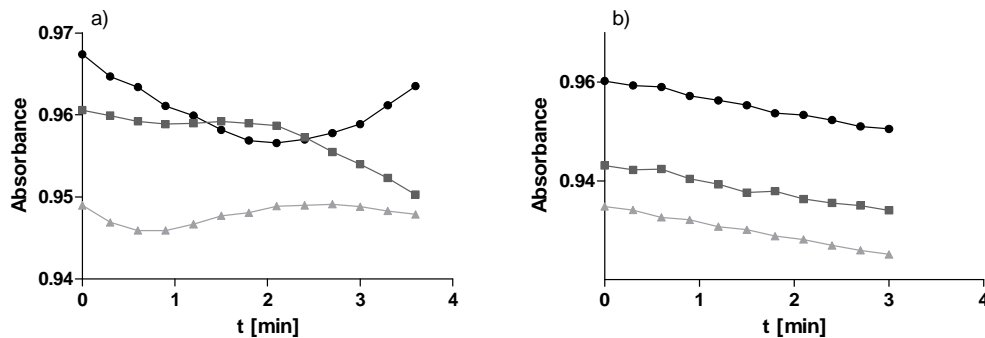 a)
0.97
0.96
0.95
0.94
Absorbance
0 1 2 3 4
t [min]
b)
0.96
0.94
Absorbance
0 1 2 3 4
t [min]